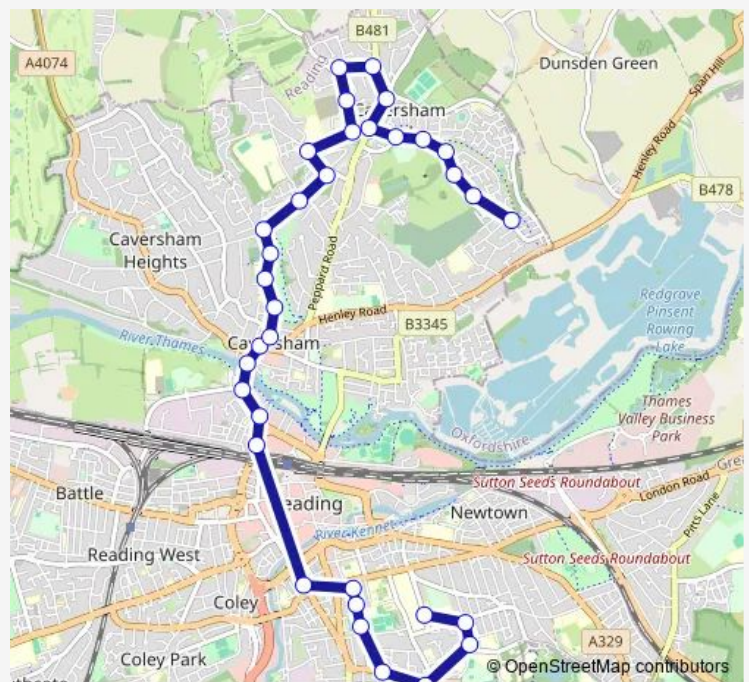 B481
A4074
Dunsden Green
Span Hill
Reading
Caversham
Henley Road
B478
Caversham
Heights
Peppard Road
Redgrave
Pinsent
Rowing
Lake
Henley Road
B3345
River Thames
Caversham
Thames
Valley Business
Park
Oxfordshire
Sutton Seeds Roundabout
London Road
Battle
Reading
Newtown
Pitts Lane
River Kennet
Reading West
Sutton Seeds Roundabout
Coley
A329
Coley Park
© OpenStreetMap contributors